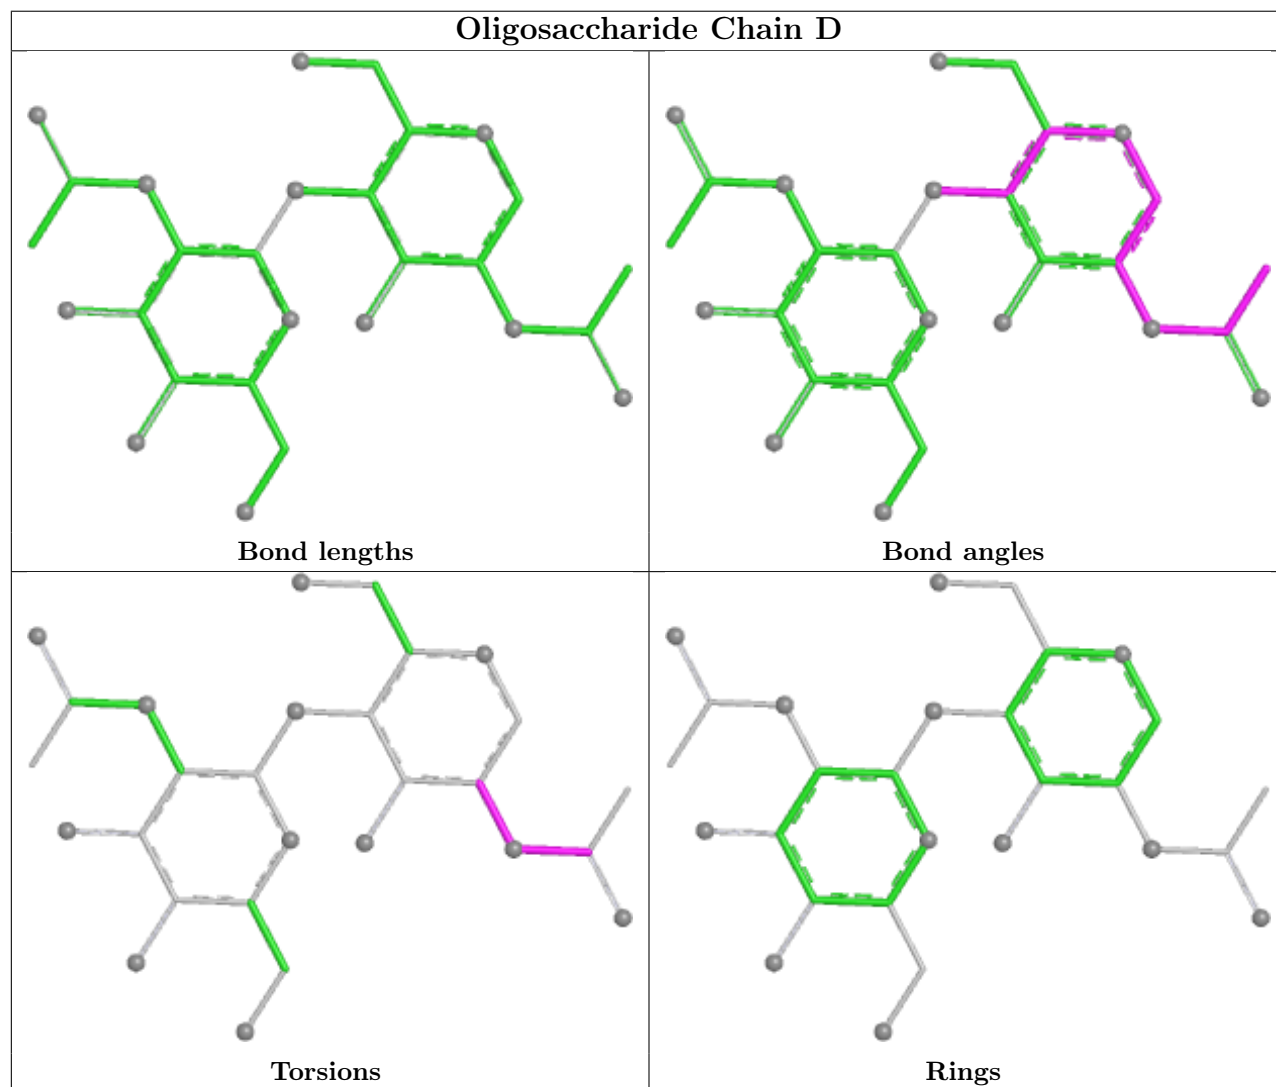 Oligosaccharide Chain D
Bond lengths
Bond angles
Torsions
Rings